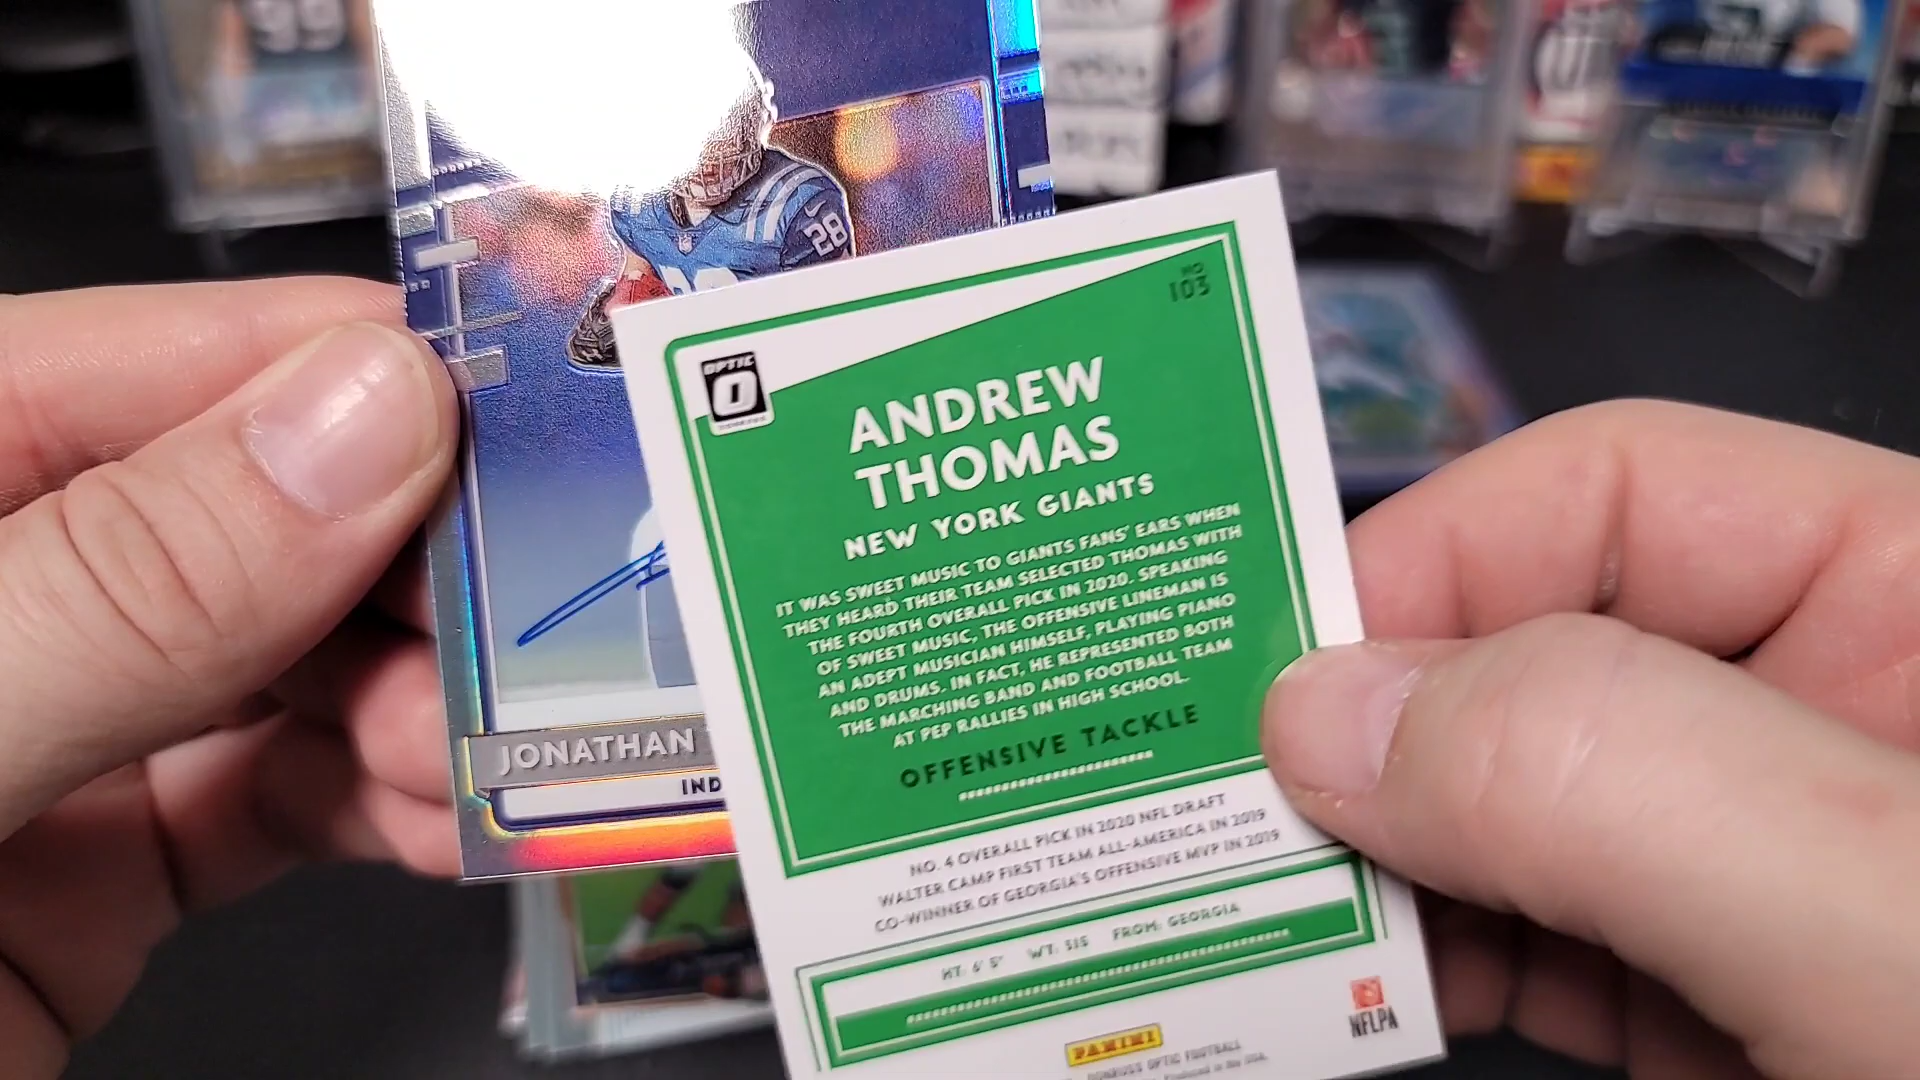 99
28
JONATHAN
IND
NO.
103
OPTIC
ANDREW
THOMAS
NEW YORK GIANTS
IT WAS SWEET MUSIC TO GIANTS FANS' EARS WHEN
THEY HEARD THEIR TEAM SELECTED THOMAS WITH
THE FOURTH OVERALL PICK IN 2020. SPEAKING
OF SWEET MUSIC, THE OFFENSIVE LINEMAN IS
AN ADEPT MUSICIAN HIMSELF, PLAYING PIANO
AND DRUMS. IN FACT, HE REPRESENTED BOTH
THE MARCHING BAND AND FOOTBALL TEAM
AT PEP RALLIES IN HIGH SCHOOL.
OFFENSIVE TACKLE
NO. 4 OVERALL PICK IN 2020 NFL DRAFT
WALTER CAMP FIRST TEAM ALL-AMERICA IN 2019
CO-WINNER OF GEORGIA'S OFFENSIVE MVP IN 2019
HT: 6' 5" WT: 315 FROM: GEORGIA
PANINI
NFLPA
DONRUSS OPTIC FOOTBALL